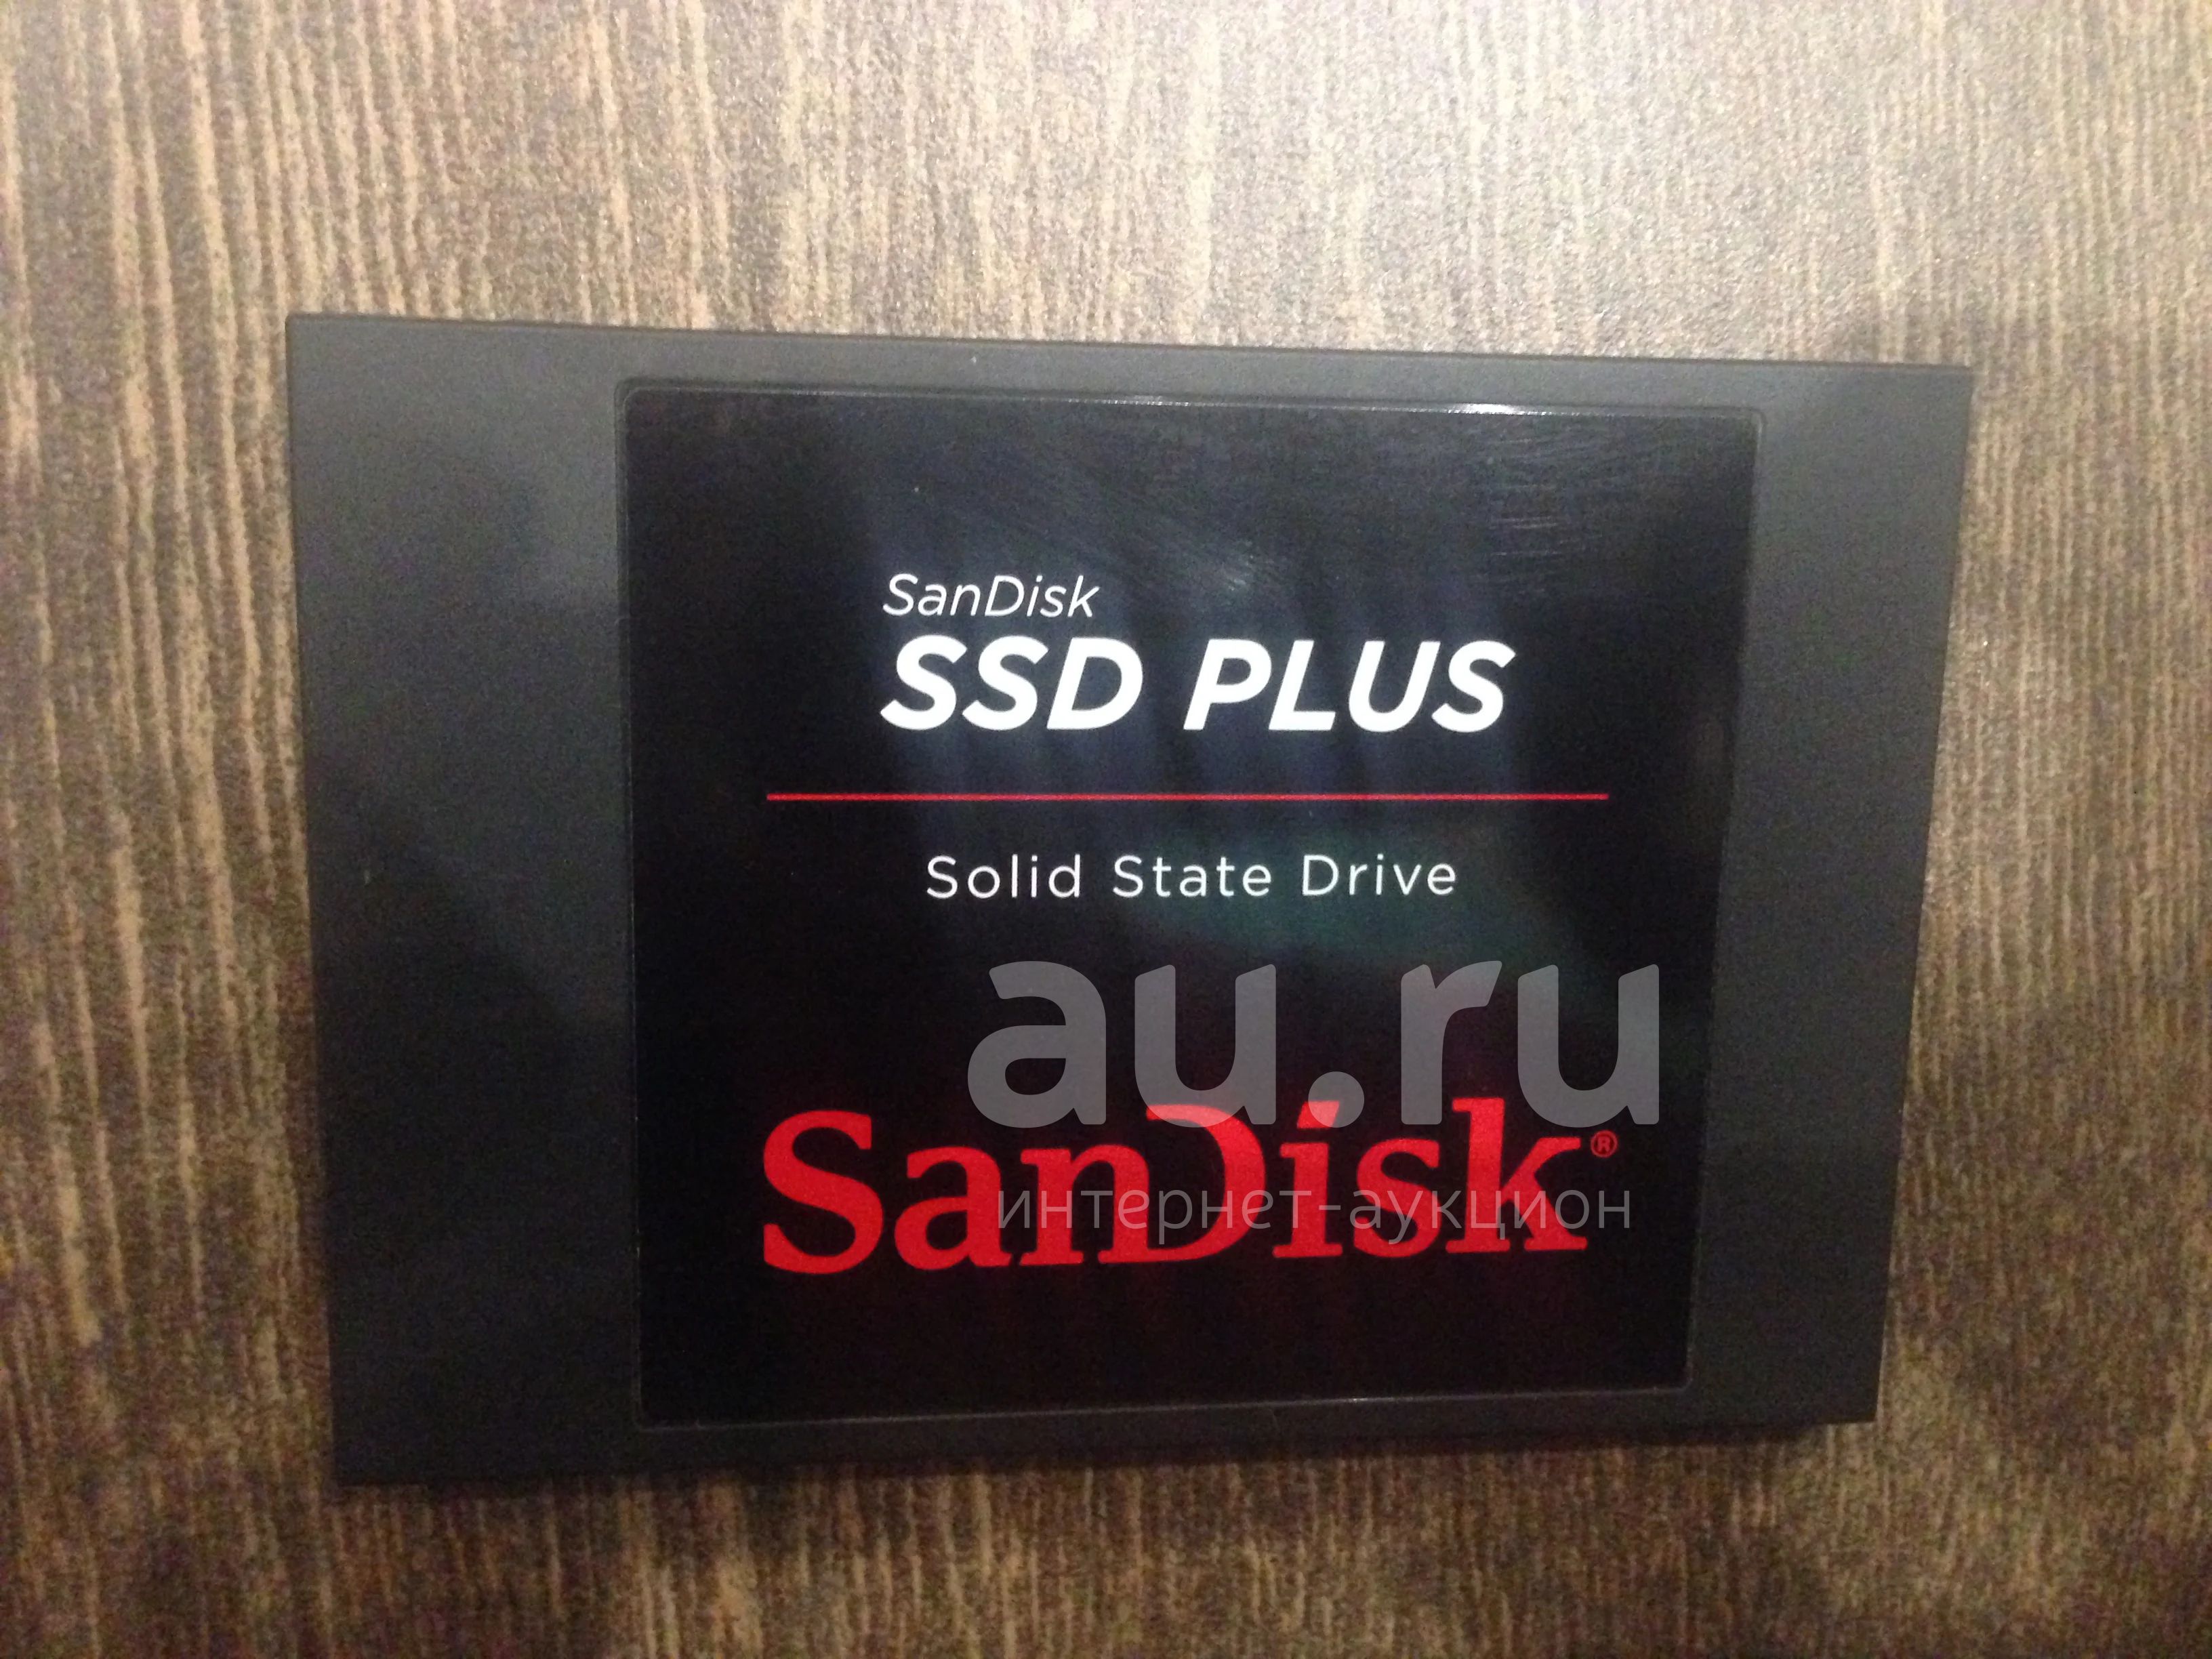 SanDisk
SSD PLUS
Solid State Drive
au.ru
SanDisk®
интернет-аукцион